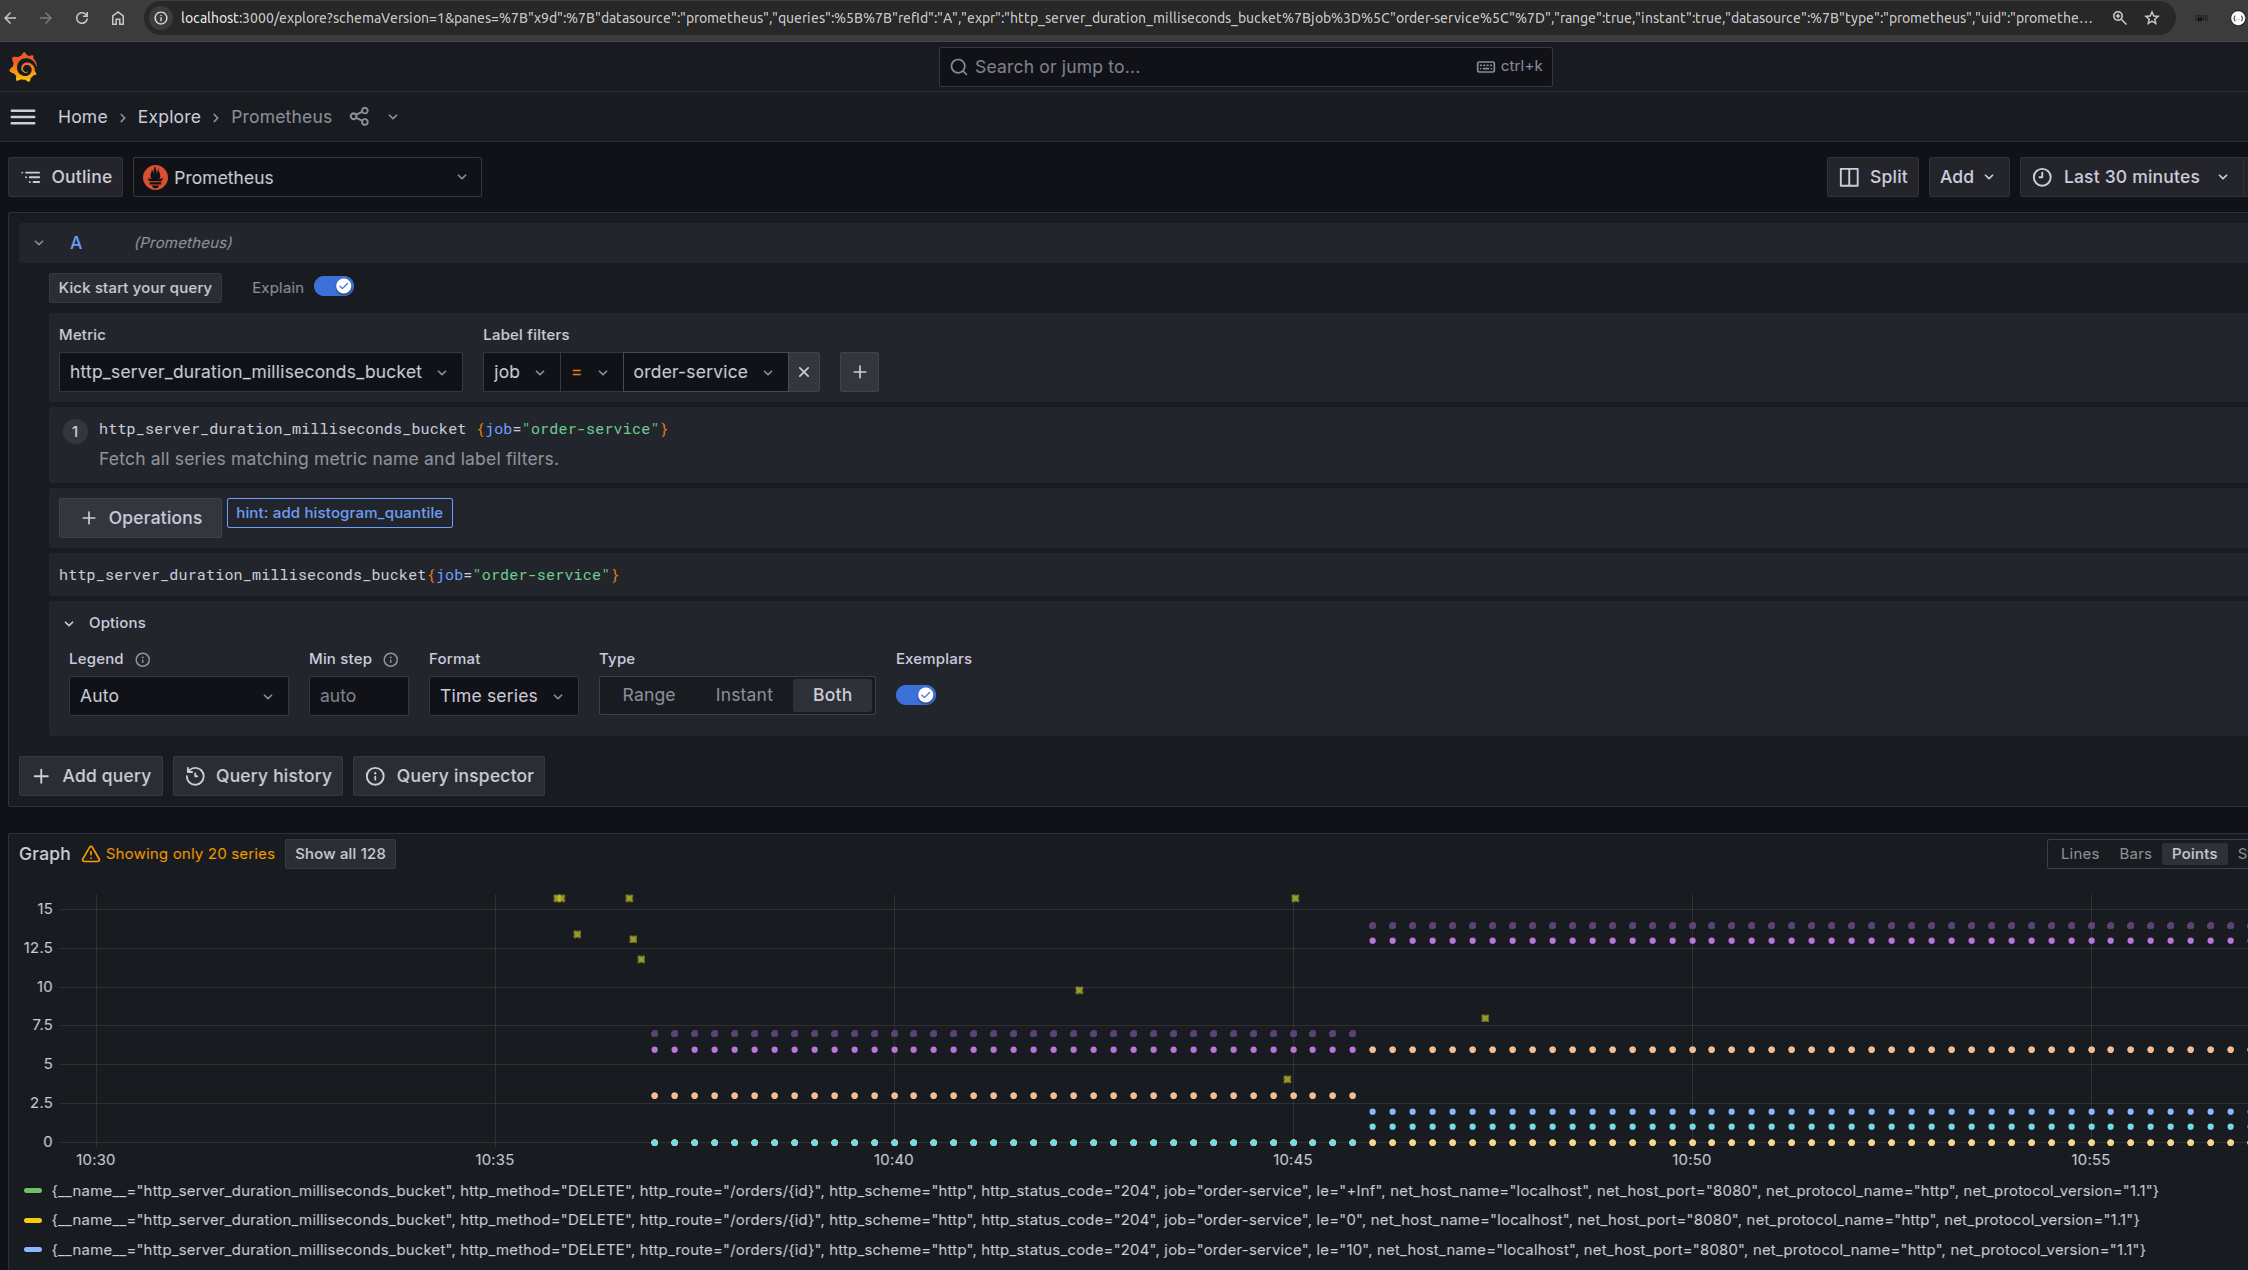 localhost:3000/explore?schemaVersion=1&panes=%7B"x9d":%7B"datasource":"prometheus","queries":%5B%7B"refId":"A","expr":"http_server_duration_milliseconds_bucket%7Bjob%3D%5C"order-service%5C"%7D","range":true,"instant":true,"datasource":%7B"type":"prometheus","uid":"promethe...
Search or jump to... ctrl+k
Home › Explore › Prometheus
Outline Prometheus Split Add Last 30 minutes
A (Prometheus)
Kick start your query Explain
Metric Label filters
http_server_duration_milliseconds_bucket job = order-service
1 http_server_duration_milliseconds_bucket {job="order-service"}
Fetch all series matching metric name and label filters.
+ Operations hint: add histogram_quantile
http_server_duration_milliseconds_bucket{job="order-service"}
Options
Legend Min step Format Type Exemplars
Auto auto Time series Range Instant Both
+ Add query Query history Query inspector
Graph Showing only 20 series Show all 128 Lines Bars Points S
15
12.5
10
7.5
5
2.5
0
10:30 10:35 10:40 10:45 10:50 10:55
{__name__="http_server_duration_milliseconds_bucket", http_method="DELETE", http_route="/orders/{id}", http_scheme="http", http_status_code="204", job="order-service", le="+Inf", net_host_name="localhost", net_host_port="8080", net_protocol_name="http", net_protocol_version="1.1"}
{__name__="http_server_duration_milliseconds_bucket", http_method="DELETE", http_route="/orders/{id}", http_scheme="http", http_status_code="204", job="order-service", le="0", net_host_name="localhost", net_host_port="8080", net_protocol_name="http", net_protocol_version="1.1"}
{__name__="http_server_duration_milliseconds_bucket", http_method="DELETE", http_route="/orders/{id}", http_scheme="http", http_status_code="204", job="order-service", le="10", net_host_name="localhost", net_host_port="8080", net_protocol_name="http", net_protocol_version="1.1"}